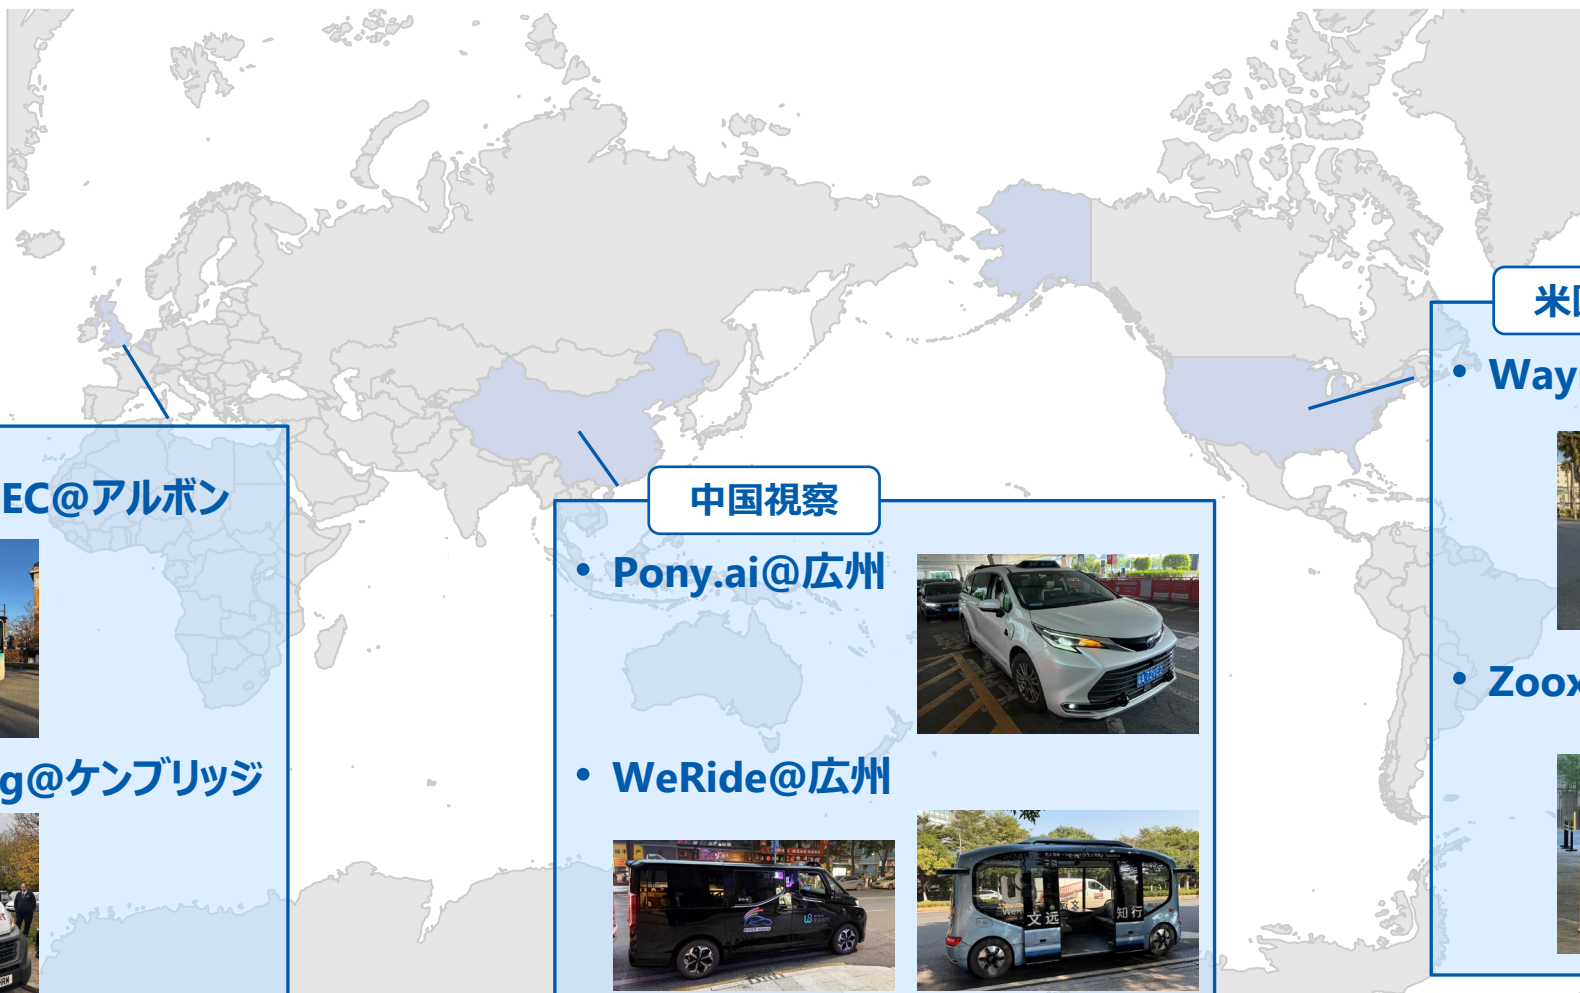 米
Way
EC@アルボン
中国視察
• Pony.ai@広州
• Zoox
g@ケンブリッジ
• WeRide@広州
文远
知行